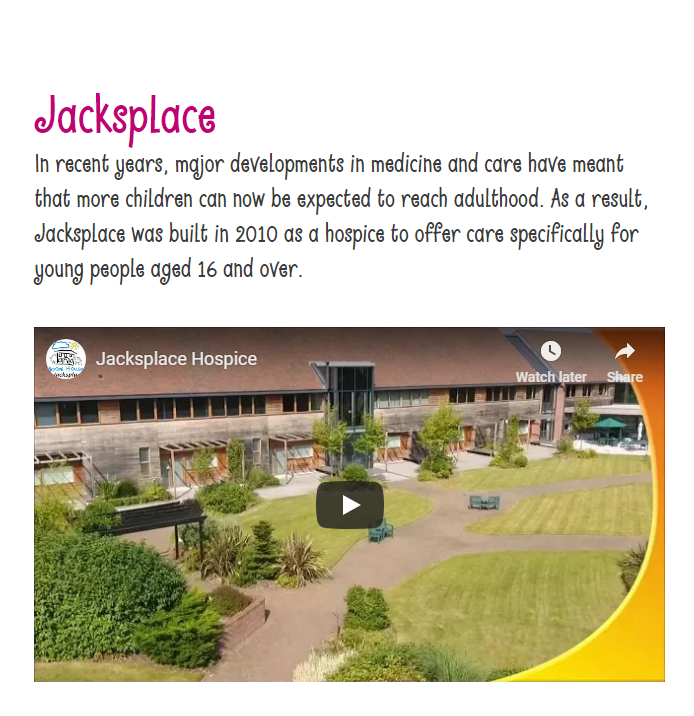 Jacksplace
In recent years, major developments in medicine and care have meant
that more children can now be expected to reach adulthood. As a result,
Jacksplace was built in 2010 as a hospice to offer care specifically for
young people aged 16 and over.
Jacksplace Hospice
Watch later
Share